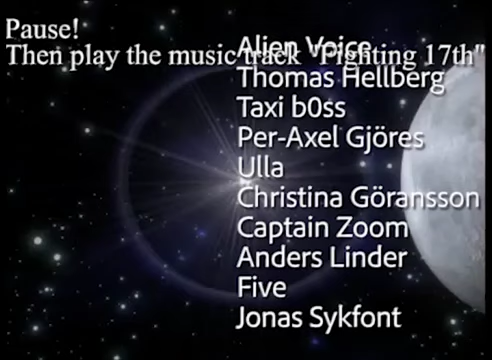 Pause!
Then play the music track "Fighting 17th"
Alien Voice
Thomas Hellberg
Taxi b0ss
Per-Axel Gjöres
Ulla
Christina Göransson
Captain Zoom
Anders Linder
Five
Jonas Sykfont